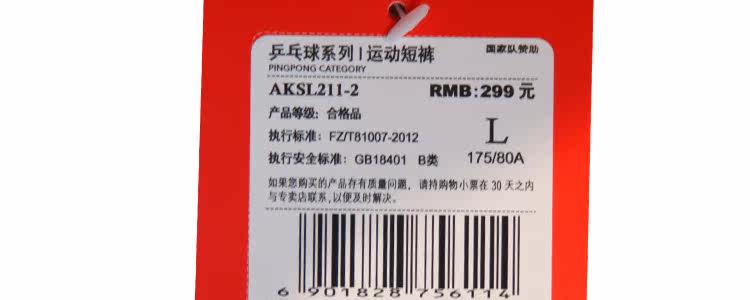 乒乓球系列 | 运动短裤 国家队赞助
PINGPONG CATEGORY
AKSL211-2 RMB:299 元
产品等级: 合格品
执行标准: FZ/T81007-2012 L
执行安全标准: GB18401 B类 175/80A
如果您购买的产品存有质量问题, 请持购物小票在 30 天之内
与专卖店联系,以便及时解决。
6 901828 756114